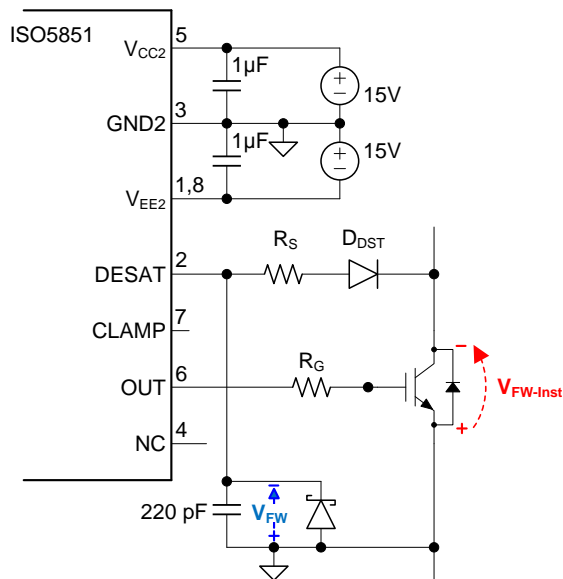 ISO5851
VCC2
5
1µF
+
−
15V
GND2
3
1µF
+
−
15V
VEE2
1,8
RS
DDST
DESAT
2
CLAMP
7
−
VFW-Inst
+
RG
OUT
6
NC
4
220 pF
−
VFW
+